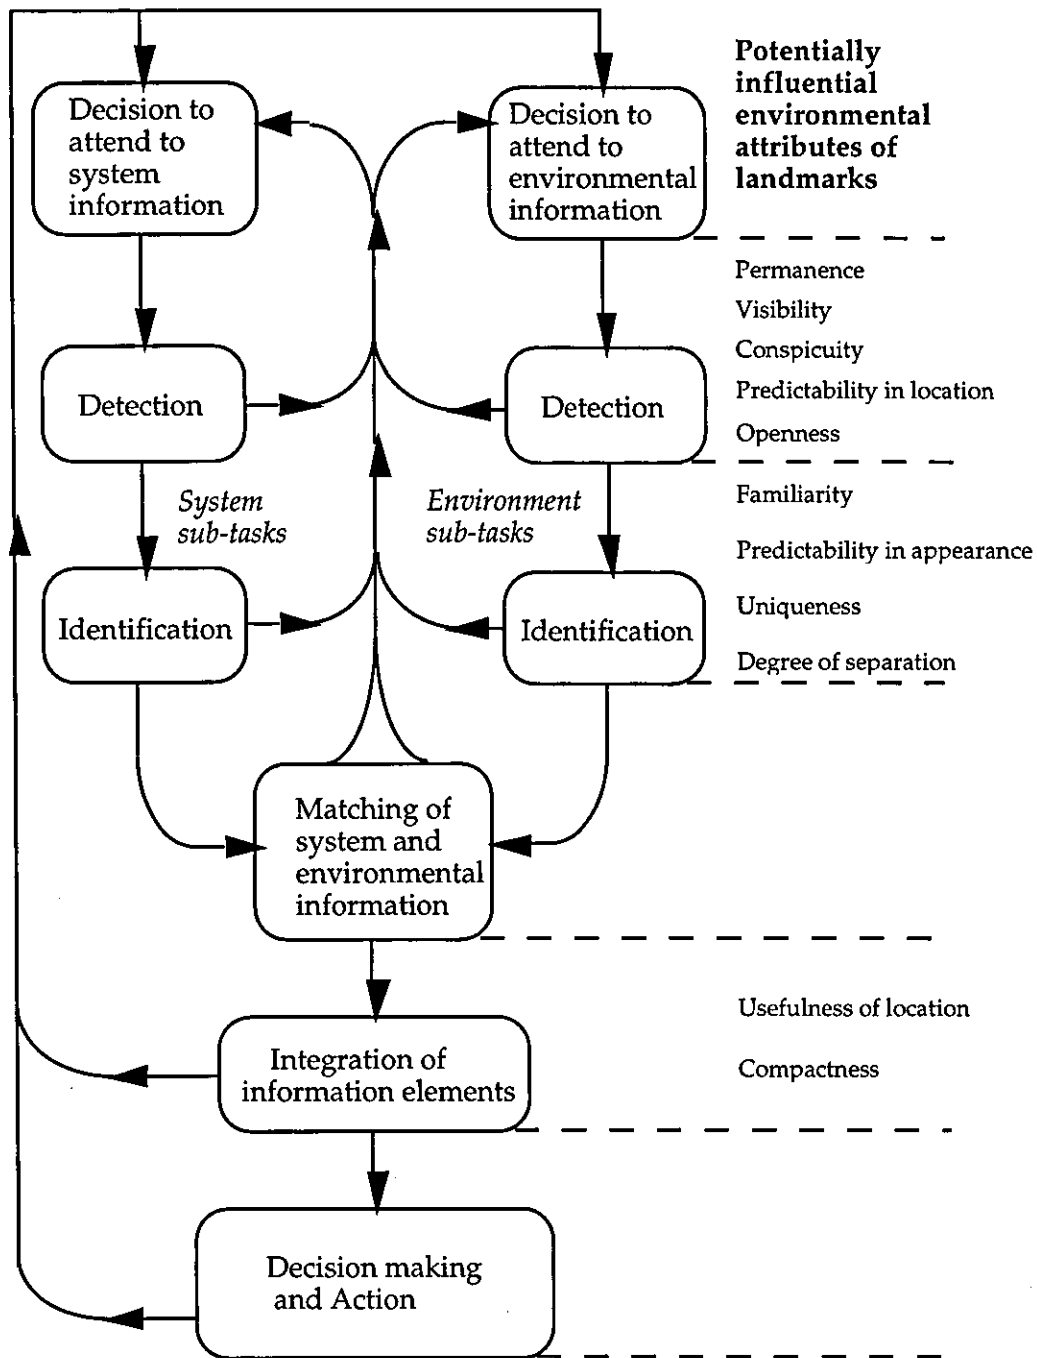 Potentially
influential
environmental
attributes of
landmarks
Decision to
attend to
system
information
Decision to
attend to
environmental
information
Permanence
Visibility
Conspicuity
Predictability in location
Openness
Detection
Detection
System
sub-tasks
Environment
sub-tasks
Familiarity
Predictability in appearance
Uniqueness
Degree of separation
Identification
Identification
Matching of
system and
environmental
information
Usefulness of location
Compactness
Integration of
information elements
Decision making
and Action